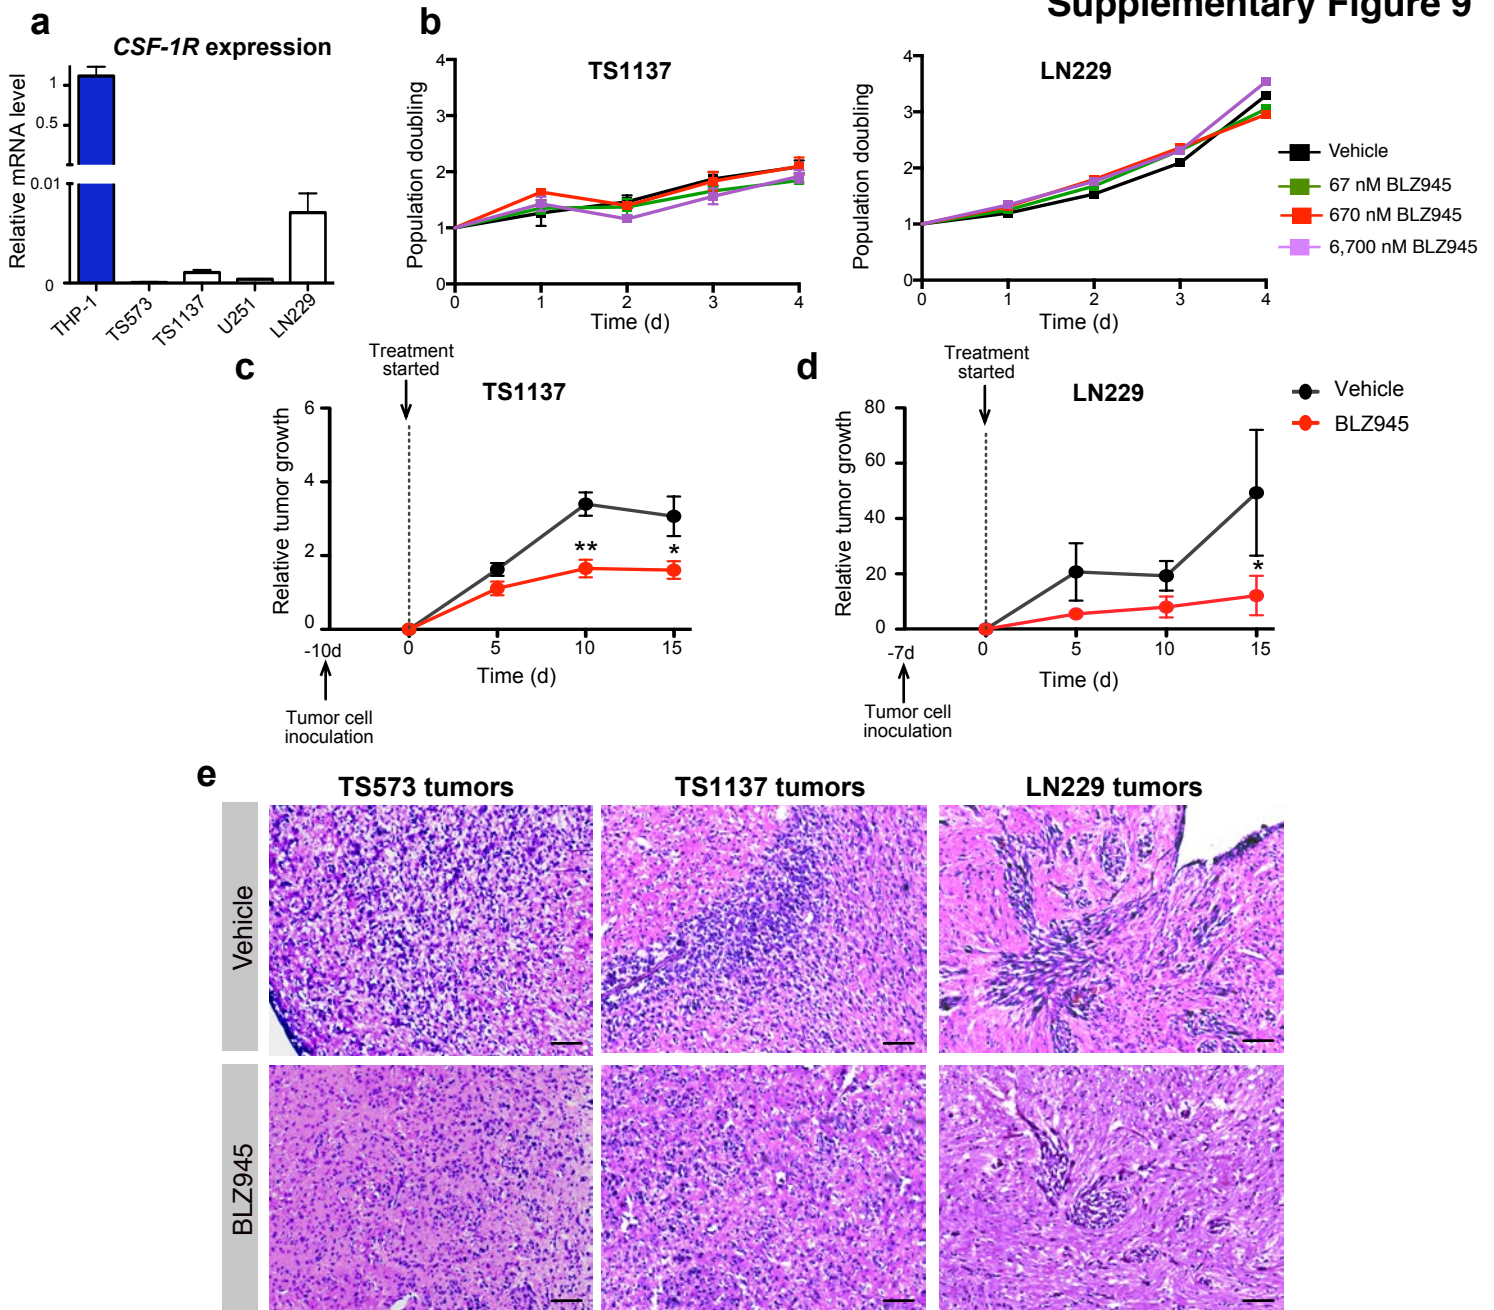 Supplementary Figure 9
a
CSF-1R expression
Relative mRNA level
1
0.5
0.01
0
THP-1
TS573
TS1137
U251
LN229
b
TS1137
Population doubling
4
3
2
1
0
0 1 2 3 4
Time (d)
LN229
Population doubling
4
3
2
1
0
0 1 2 3 4
Time (d)
Vehicle
67 nM BLZ945
670 nM BLZ945
6,700 nM BLZ945
c
Treatment
started
TS1137
Relative tumor growth
6
4
2
0
** *
-10d 0 5 10 15
Time (d)
Tumor cell
inoculation
d
Treatment
started
LN229
Relative tumor growth
80
60
40
20
0
*
-7d 0 5 10 15
Time (d)
Tumor cell
inoculation
Vehicle
BLZ945
e
TS573 tumors TS1137 tumors LN229 tumors
Vehicle
BLZ945